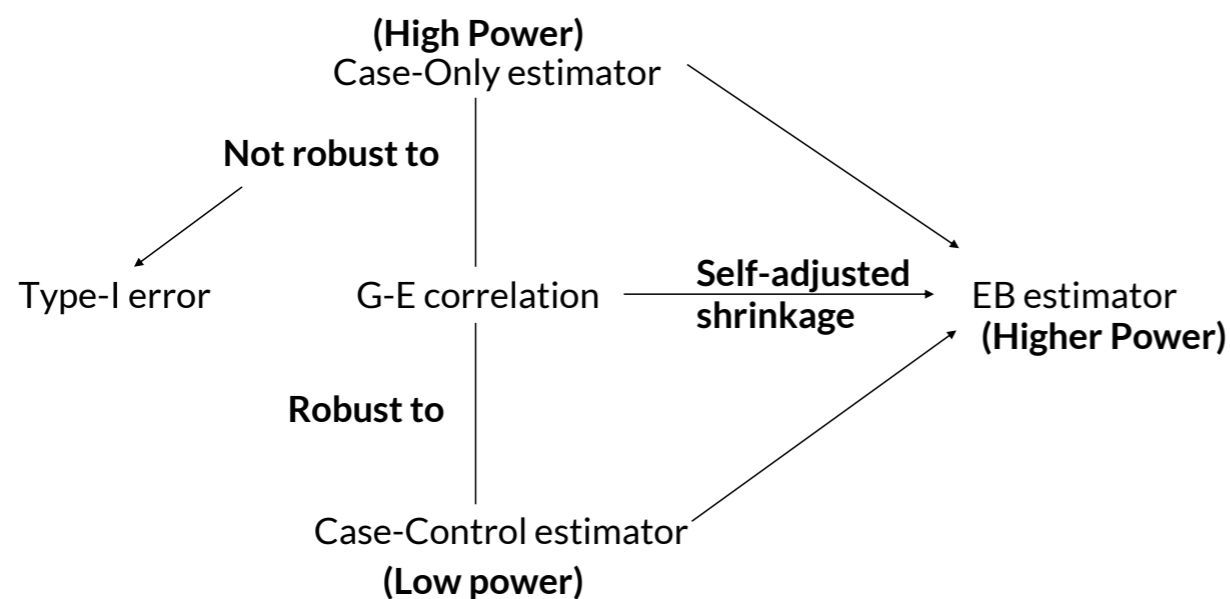 (High Power)
Case-Only estimator
Not robust to
Type-I error
G-E correlation
Self-adjusted
shrinkage
EB estimator
(Higher Power)
Robust to
Case-Control estimator
(Low power)